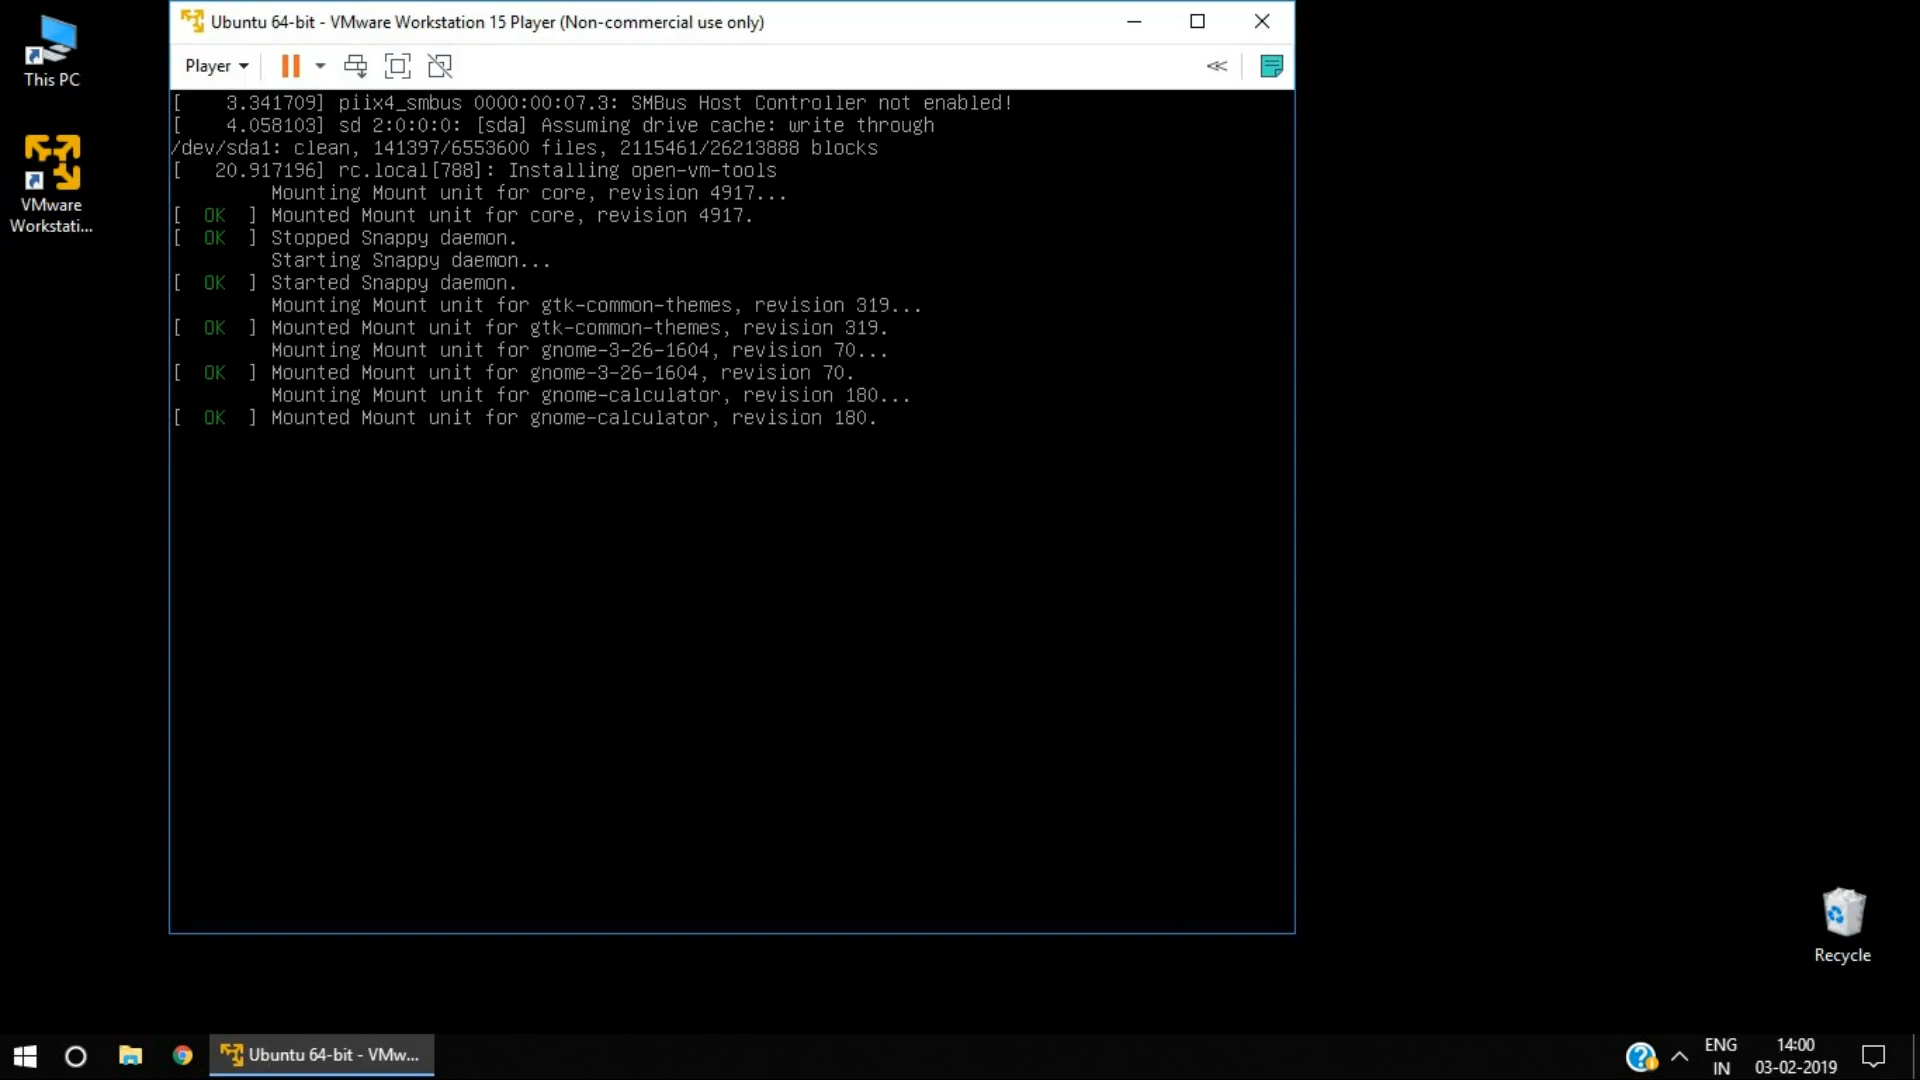 This PC
VMware
Workstati...
Ubuntu 64-bit - VMware Workstation 15 Player (Non-commercial use only)
Player
[    3.341709] piix4_smbus 0000:00:07.3: SMBus Host Controller not enabled!
[    4.058103] sd 2:0:0:0: [sda] Assuming drive cache: write through
/dev/sda1: clean, 141397/6553600 files, 2115461/26213888 blocks
[   20.917196] rc.local[788]: Installing open-vm-tools
Mounting Mount unit for core, revision 4917...
[  OK  ] Mounted Mount unit for core, revision 4917.
[  OK  ] Stopped Snappy daemon.
Starting Snappy daemon...
[  OK  ] Started Snappy daemon.
Mounting Mount unit for gtk-common-themes, revision 319...
[  OK  ] Mounted Mount unit for gtk-common-themes, revision 319.
Mounting Mount unit for gnome-3-26-1604, revision 70...
[  OK  ] Mounted Mount unit for gnome-3-26-1604, revision 70.
Mounting Mount unit for gnome-calculator, revision 180...
[  OK  ] Mounted Mount unit for gnome-calculator, revision 180.
Recycle
Ubuntu 64-bit - VMw...
ENG
IN
14:00
03-02-2019